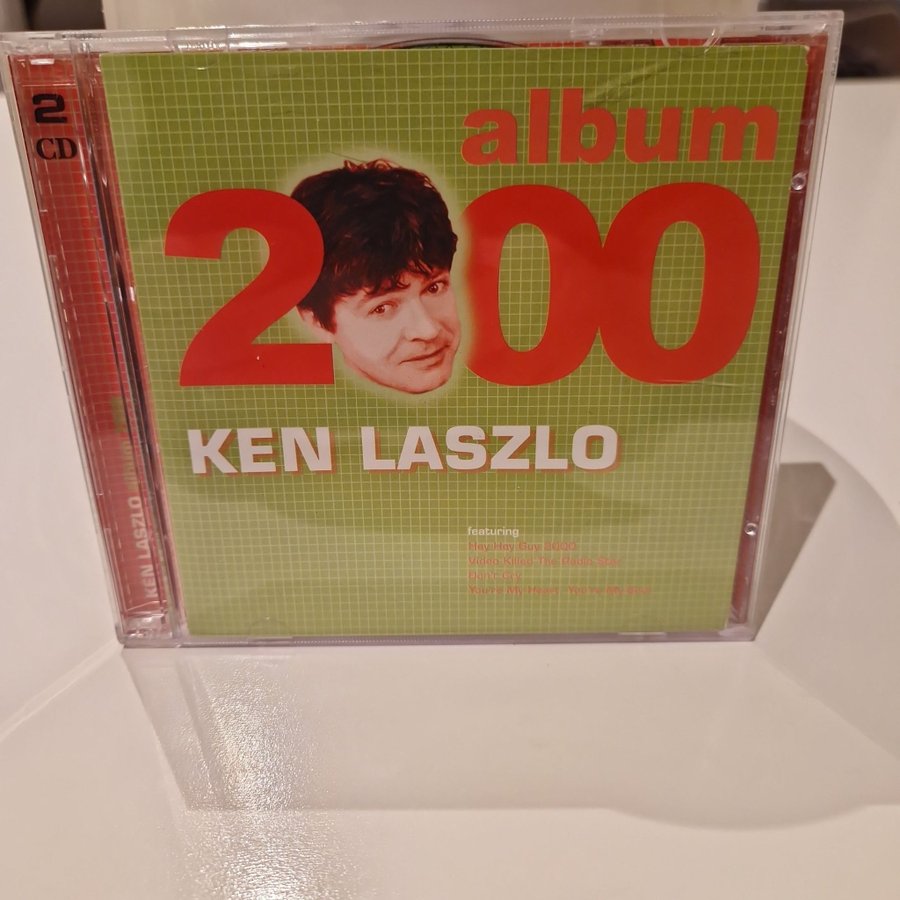 2
CD
album
2000
KEN LASZLO
featuring
Hey Hey Guy 2000
Video Killed The Radio Star
Don't Cry
You're My Heart, You're My Soul
KEN LASZLO album